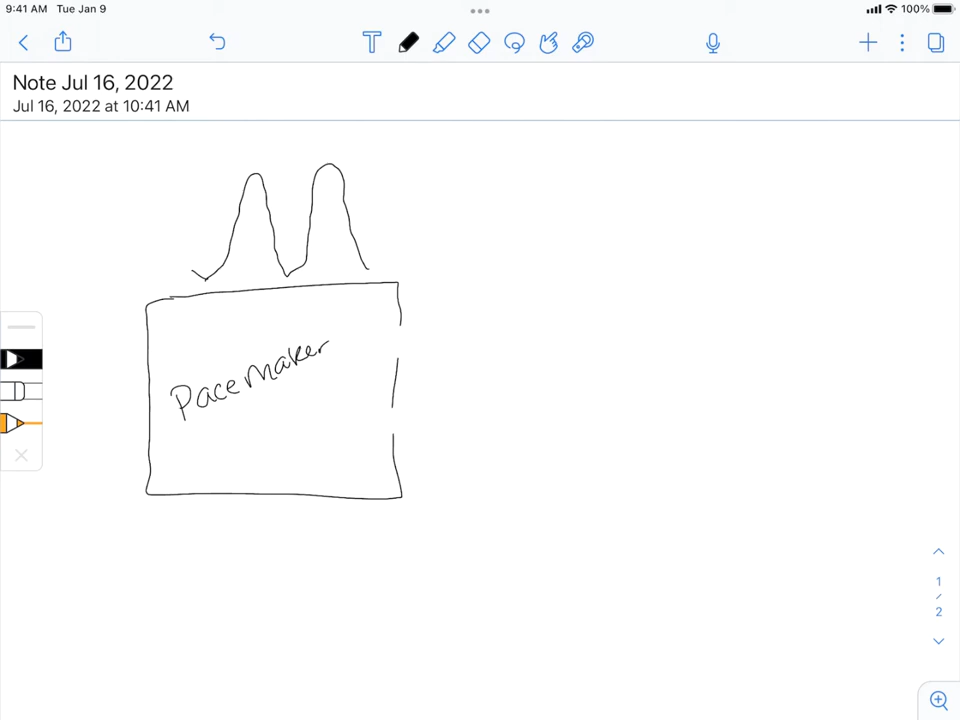 9:41 AM Tue Jan 9
100%
Note Jul 16, 2022
Jul 16, 2022 at 10:41 AM
Pacemaker
1
/
2